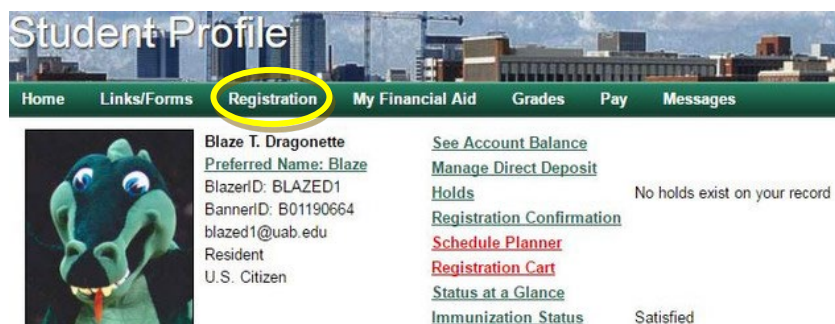 Student Profile
Home Links/Forms Registration My Financial Aid Grades Pay Messages
Blaze T. Dragonette
Preferred Name: Blaze
BlazerID: BLAZED1
BannerID: B01190664
blazed1@uab.edu
Resident
U.S. Citizen
See Account Balance
Manage Direct Deposit
Holds No holds exist on your record
Registration Confirmation
Schedule Planner
Registration Cart
Status at a Glance
Immunization Status Satisfied